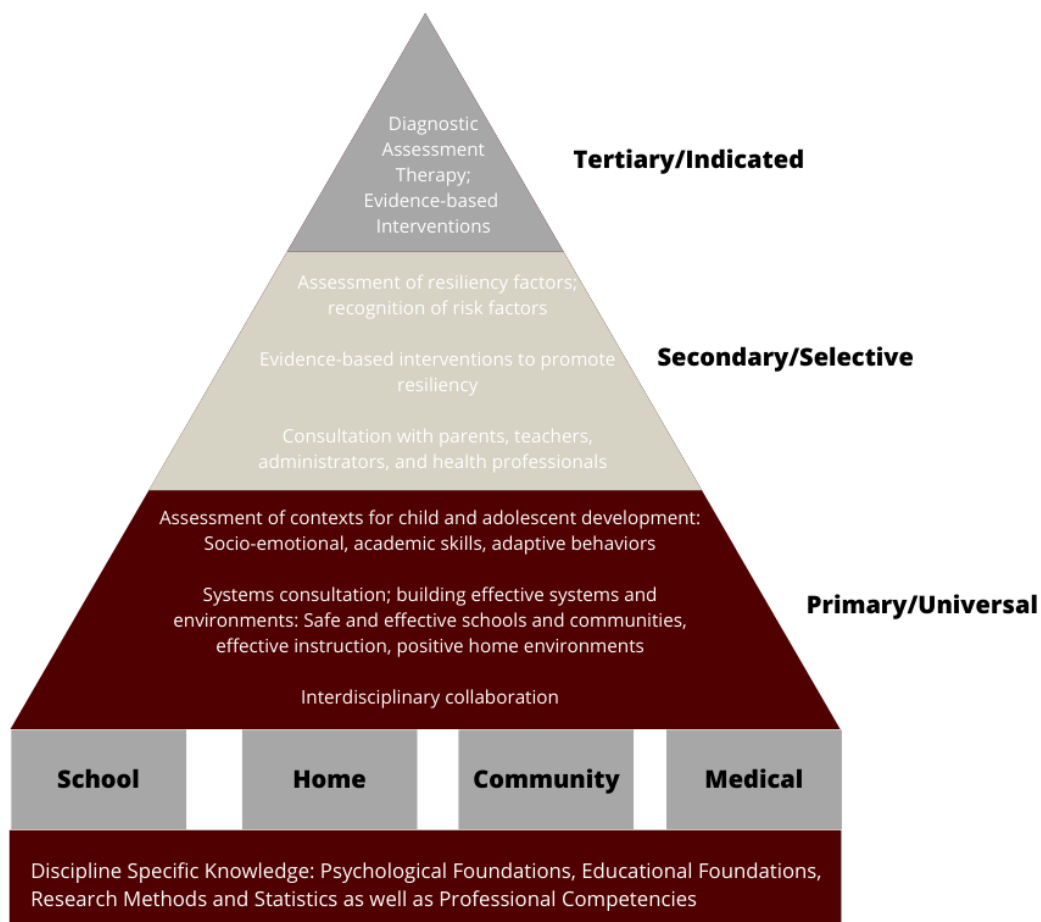 Diagnostic
Assessment
Therapy;
Evidence-based
Interventions
Tertiary/Indicated
Assessment of resiliency factors;
recognition of risk factors
Evidence-based interventions to promote
resiliency
Consultation with parents, teachers,
administrators, and health professionals
Secondary/Selective
Assessment of contexts for child and adolescent development:
Socio-emotional, academic skills, adaptive behaviors
Systems consultation; building effective systems and
environments: Safe and effective schools and communities,
effective instruction, positive home environments
Interdisciplinary collaboration
Primary/Universal
School
Home
Community
Medical
Discipline Specific Knowledge: Psychological Foundations, Educational Foundations,
Research Methods and Statistics as well as Professional Competencies